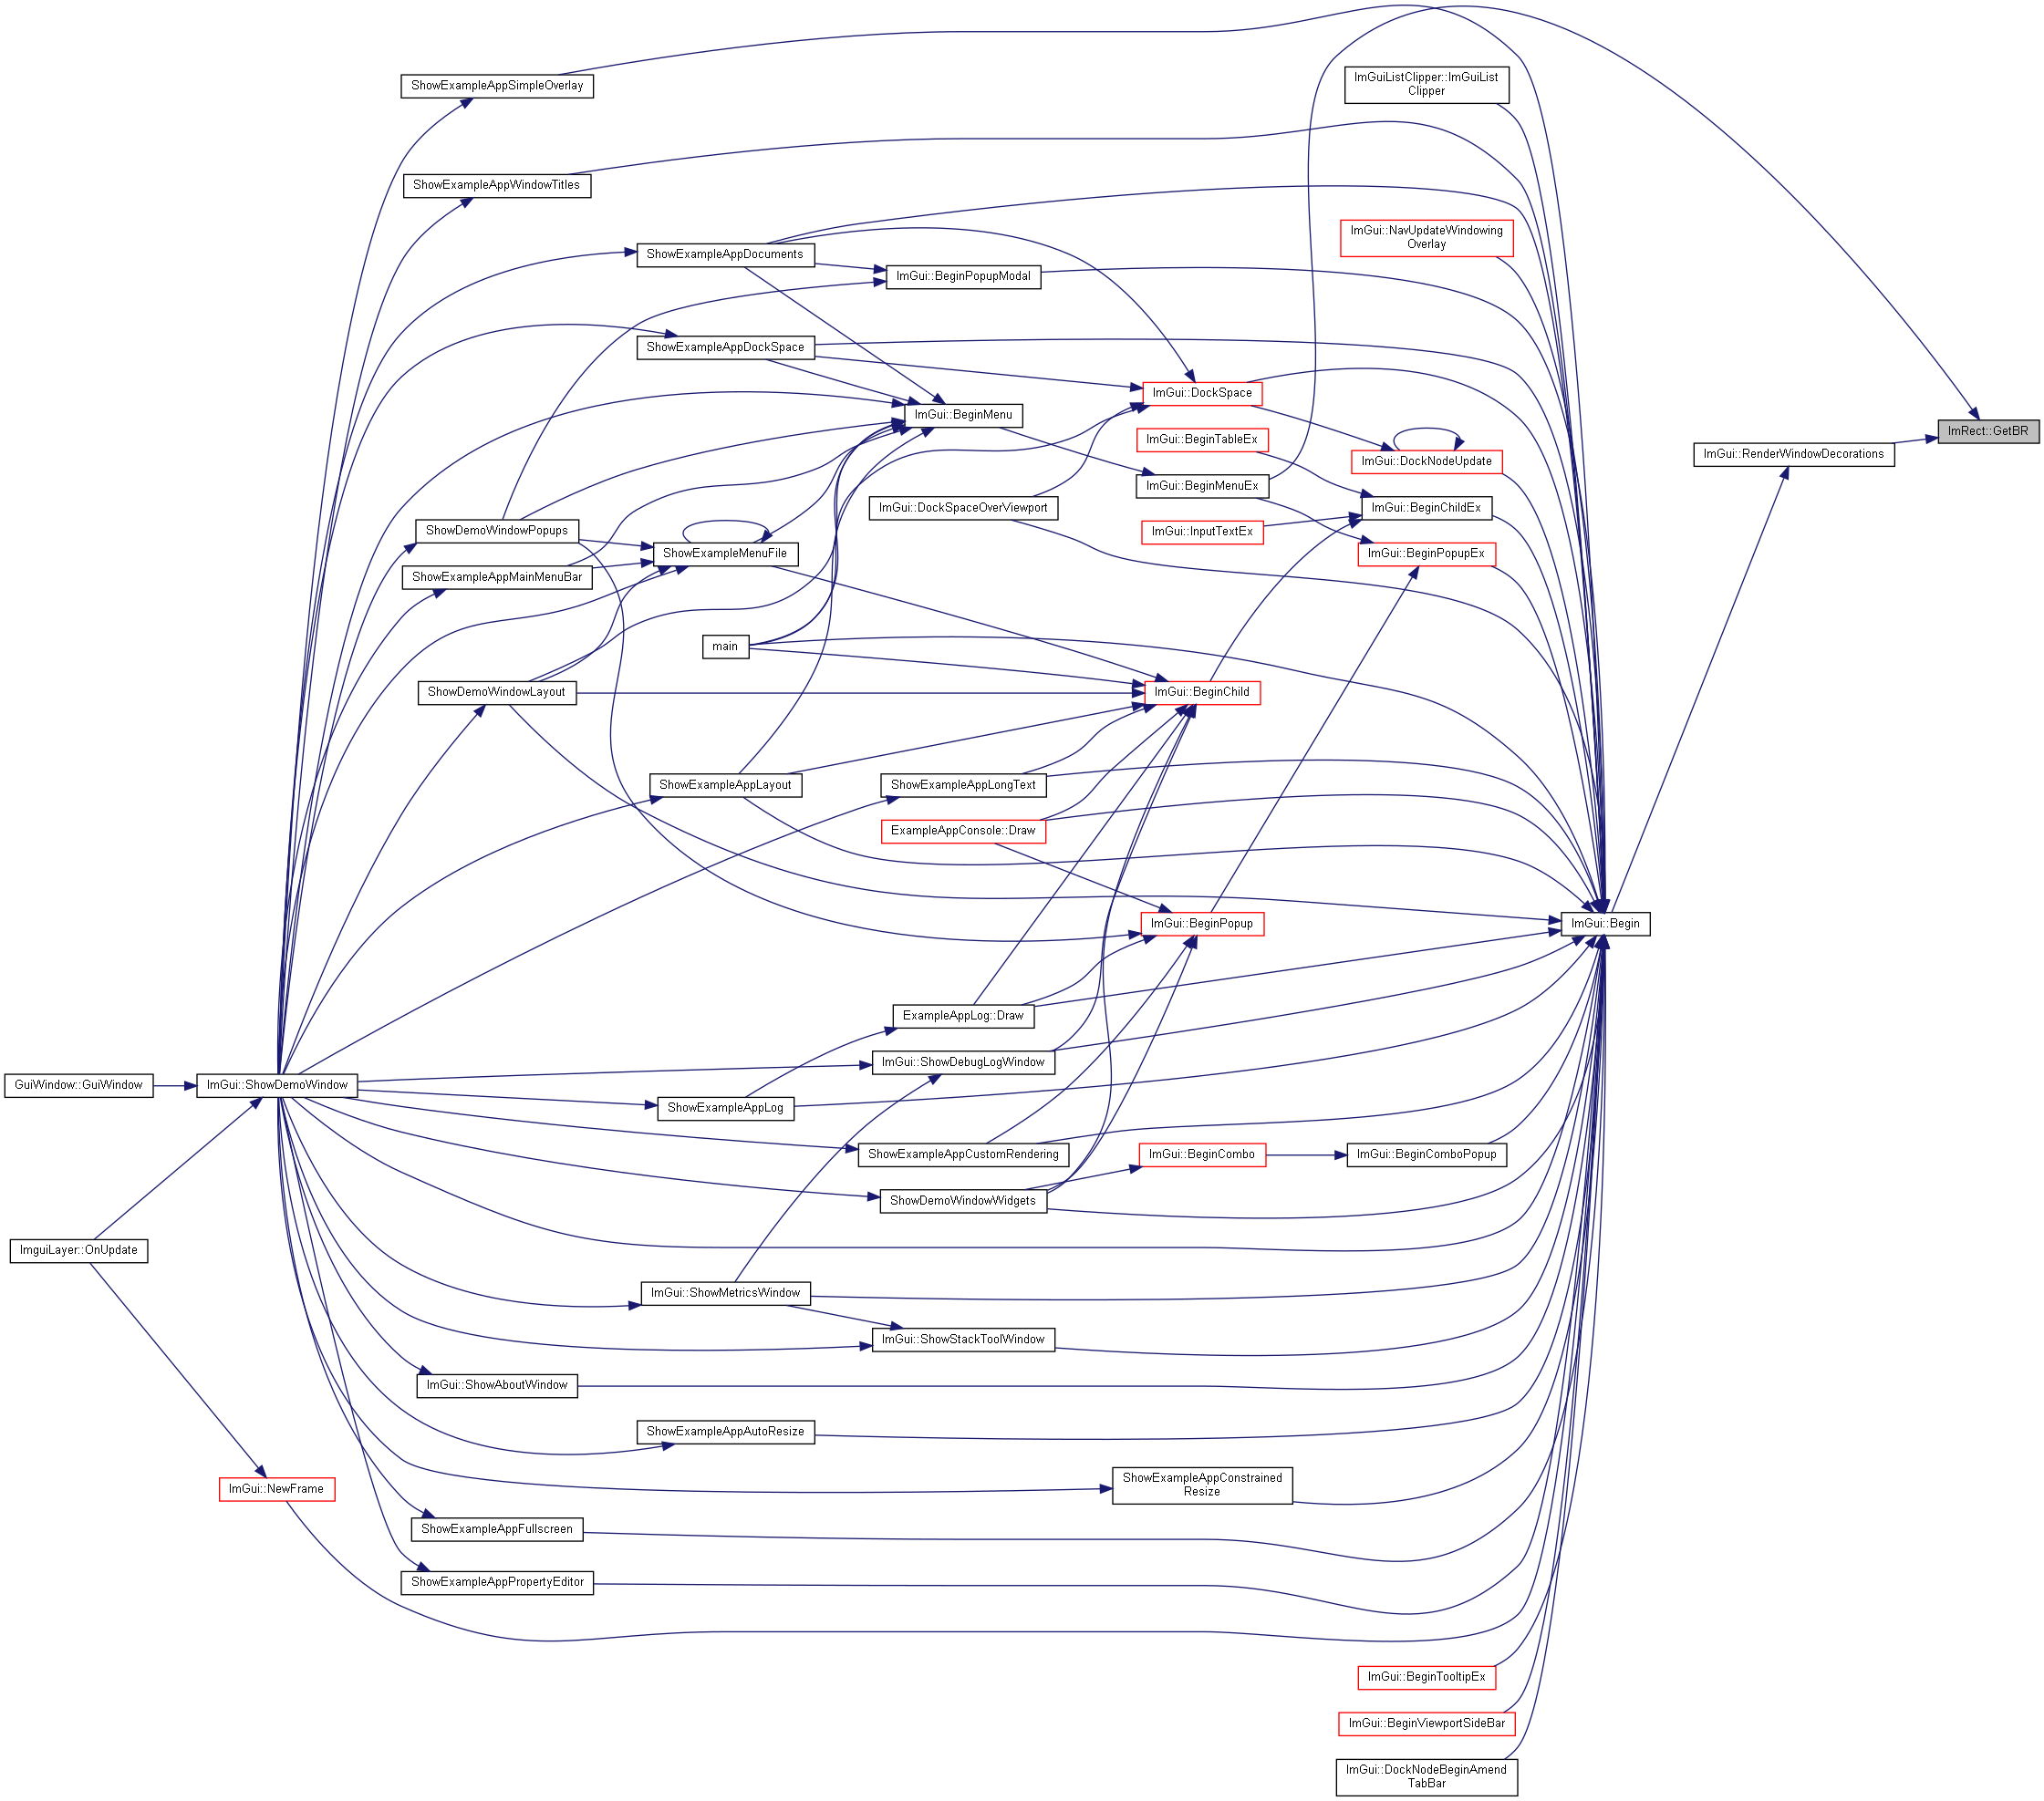 ShowExampleAppSimpleOverlay
ImGuiListClipper::ImGuiList
Clipper
ShowExampleAppWindowTitles
ImGui::NavUpdateWindowing
Overlay
ShowExampleAppDocuments
ImGui::BeginPopupModal
ShowExampleAppDockSpace
ImGui::DockSpace
ImGui::BeginMenu
ImRect::GetBR
ImGui::BeginTableEx
ImGui::RenderWindowDecorations
ImGui::DockNodeUpdate
ImGui::BeginMenuEx
ImGui::DockSpaceOverViewport
ImGui::BeginChildEx
ShowDemoWindowPopups
ImGui::InputTextEx
ShowExampleMenuFile
ImGui::BeginPopupEx
ShowExampleAppMainMenuBar
main
ShowDemoWindowLayout
ImGui::BeginChild
ShowExampleAppLayout
ShowExampleAppLongText
ExampleAppConsole::Draw
ImGui::BeginPopup
ImGui::Begin
ExampleAppLog::Draw
ImGui::ShowDebugLogWindow
GuiWindow::GuiWindow
ImGui::ShowDemoWindow
ShowExampleAppLog
ShowExampleAppCustomRendering
ImGui::BeginCombo
ImGui::BeginComboPopup
ShowDemoWindowWidgets
ImguiLayer::OnUpdate
ImGui::ShowMetricsWindow
ImGui::ShowStackToolWindow
ImGui::ShowAboutWindow
ShowExampleAppAutoResize
ShowExampleAppConstrained
Resize
ImGui::NewFrame
ShowExampleAppFullscreen
ShowExampleAppPropertyEditor
ImGui::BeginTooltipEx
ImGui::BeginViewportSideBar
ImGui::DockNodeBeginAmend
TabBar